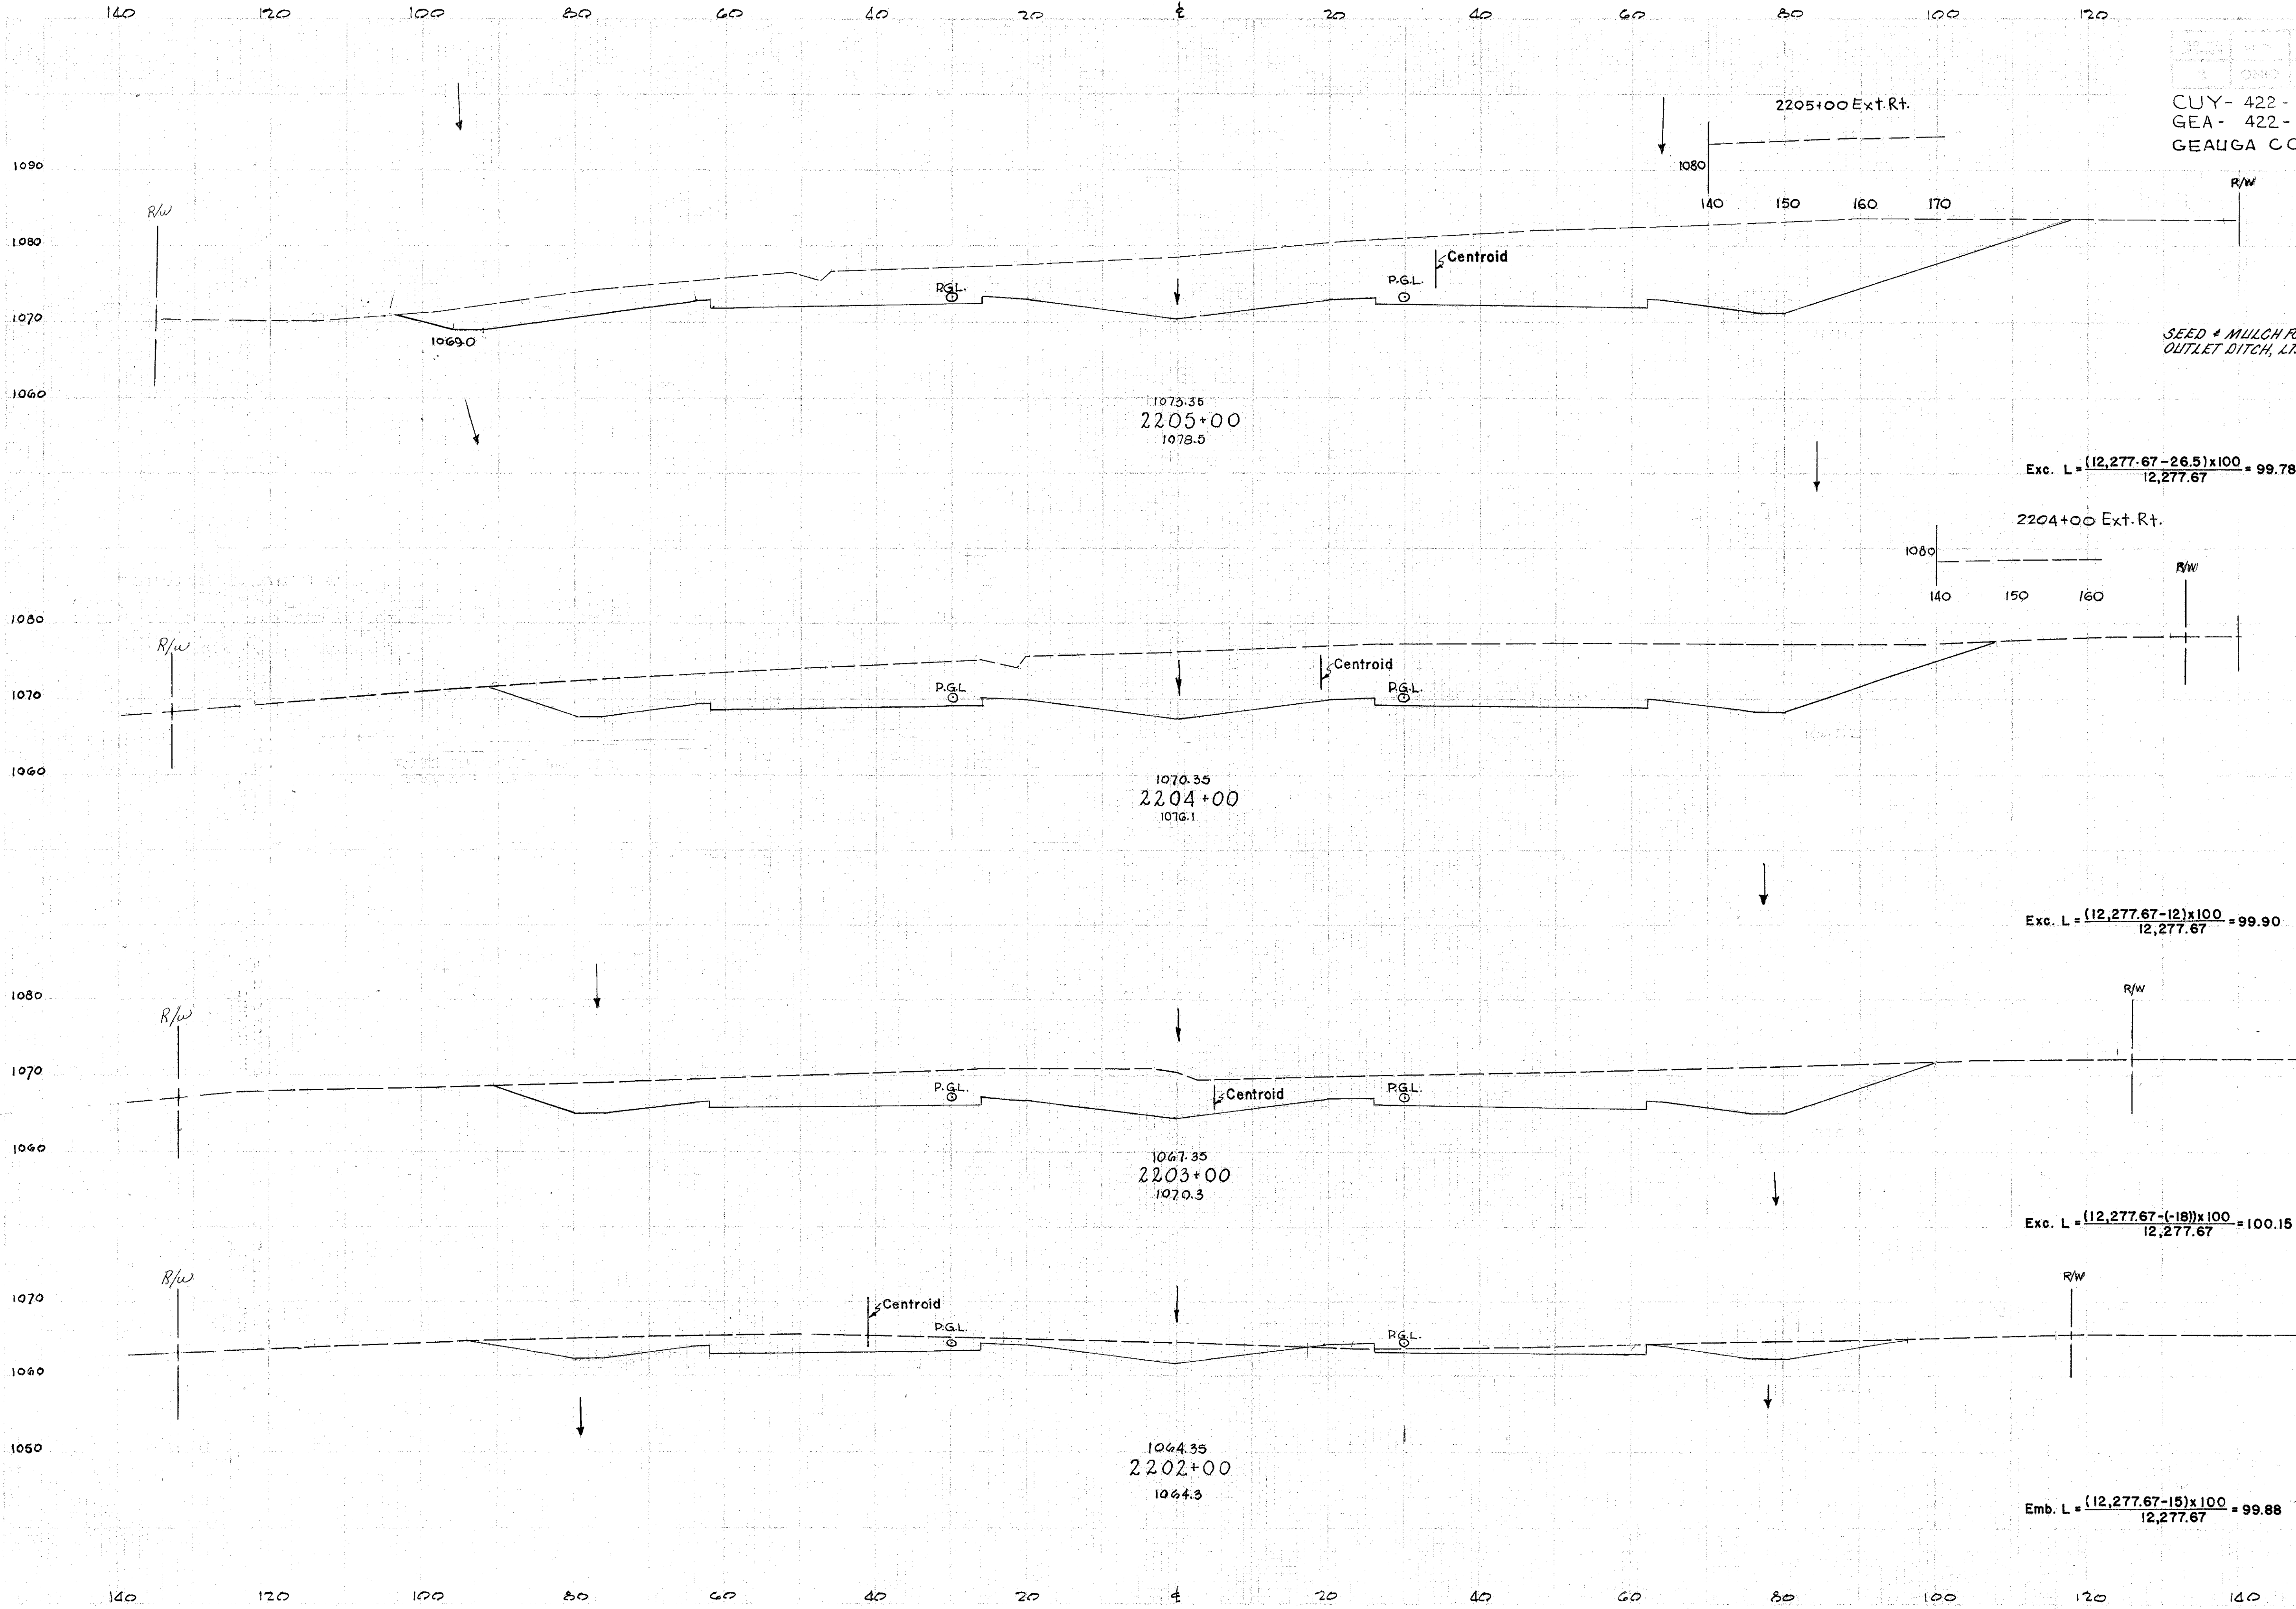 140 120 100 80 60 40 20 ℄ 20 40 60 80 100 120
2 OHIO
CUY- 422 -
GEA- 422 -
GEAUGA CO
2205+00 Ext.Rt.
1080
140 150 160 170
1090
R/W
R/W
1080
Centroid
P.G.L.
P.G.L.
1070
1069.0
SEED & MULCH FO
OUTLET DITCH, LT.
1060
1073.35
2205+00
1078.5
Exc. L = (12,277.67-26.5)x100 = 99.78
12,277.67
2204+00 Ext.Rt.
1080
R/W
140 150 160
1080
R/W
Centroid
1070
P.G.L.
P.G.L.
1060
1070.35
2204+00
1076.1
Exc. L = (12,277.67-12)x100 = 99.90
12,277.67
1080
R/W
R/W
1070
P.G.L.
P.G.L.
Centroid
1060
1067.35
2203+00
1070.3
Exc. L = (12,277.67-(-18))x100 = 100.15
12,277.67
R/W
R/W
1070
Centroid
P.G.L.
P.G.L.
1060
1050
1064.35
2202+00
1064.3
Emb. L = (12,277.67-15)x100 = 99.88
12,277.67
140 120 100 80 60 40 20 ℄ 20 40 60 80 100 120 140